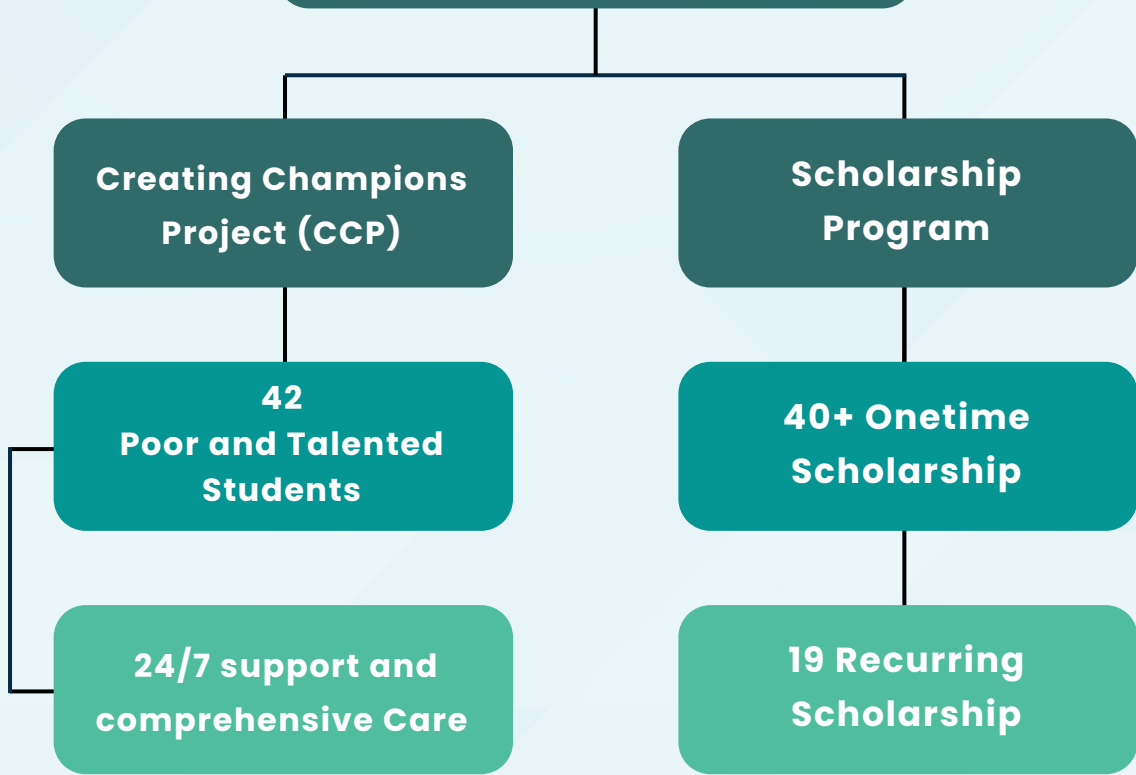 Creating Champions
Project (CCP)
Scholarship
Program
42
Poor and Talented
Students
40+ Onetime
Scholarship
24/7 support and
comprehensive Care
19 Recurring
Scholarship